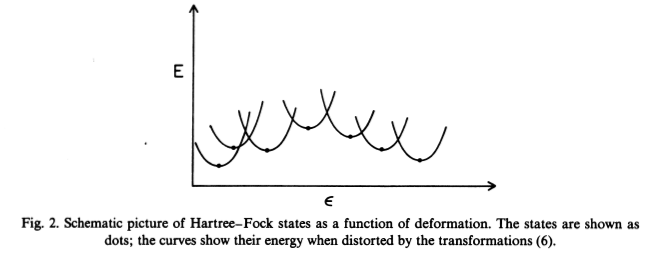 E
ϵ
Fig. 2. Schematic picture of Hartree–Fock states as a function of deformation. The states are shown as
dots; the curves show their energy when distorted by the transformations (6).